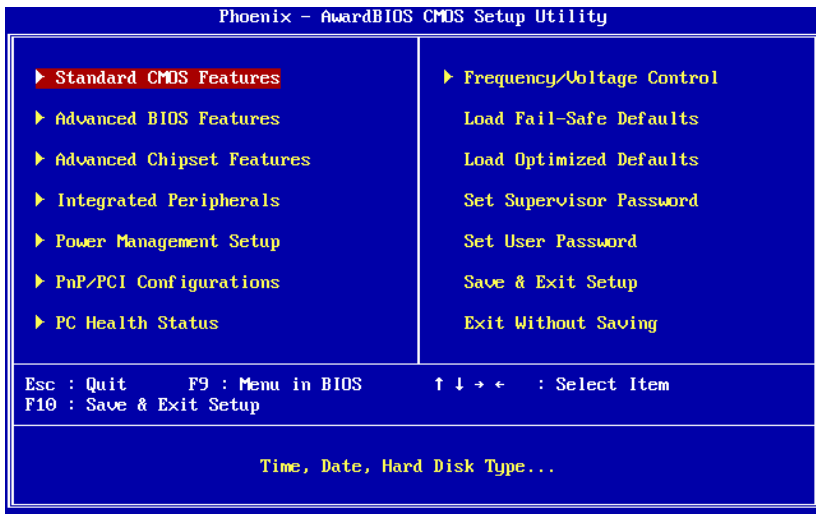 Phoenix - AwardBIOS CMOS Setup Utility
Standard CMOS Features
Advanced BIOS Features
Advanced Chipset Features
Integrated Peripherals
Power Management Setup
PnP/PCI Configurations
PC Health Status
Frequency/Voltage Control
Load Fail-Safe Defaults
Load Optimized Defaults
Set Supervisor Password
Set User Password
Save & Exit Setup
Exit Without Saving
Esc : Quit F9 : Menu in BIOS ↑ ↓ → ← : Select Item
F10 : Save & Exit Setup
Time, Date, Hard Disk Type...